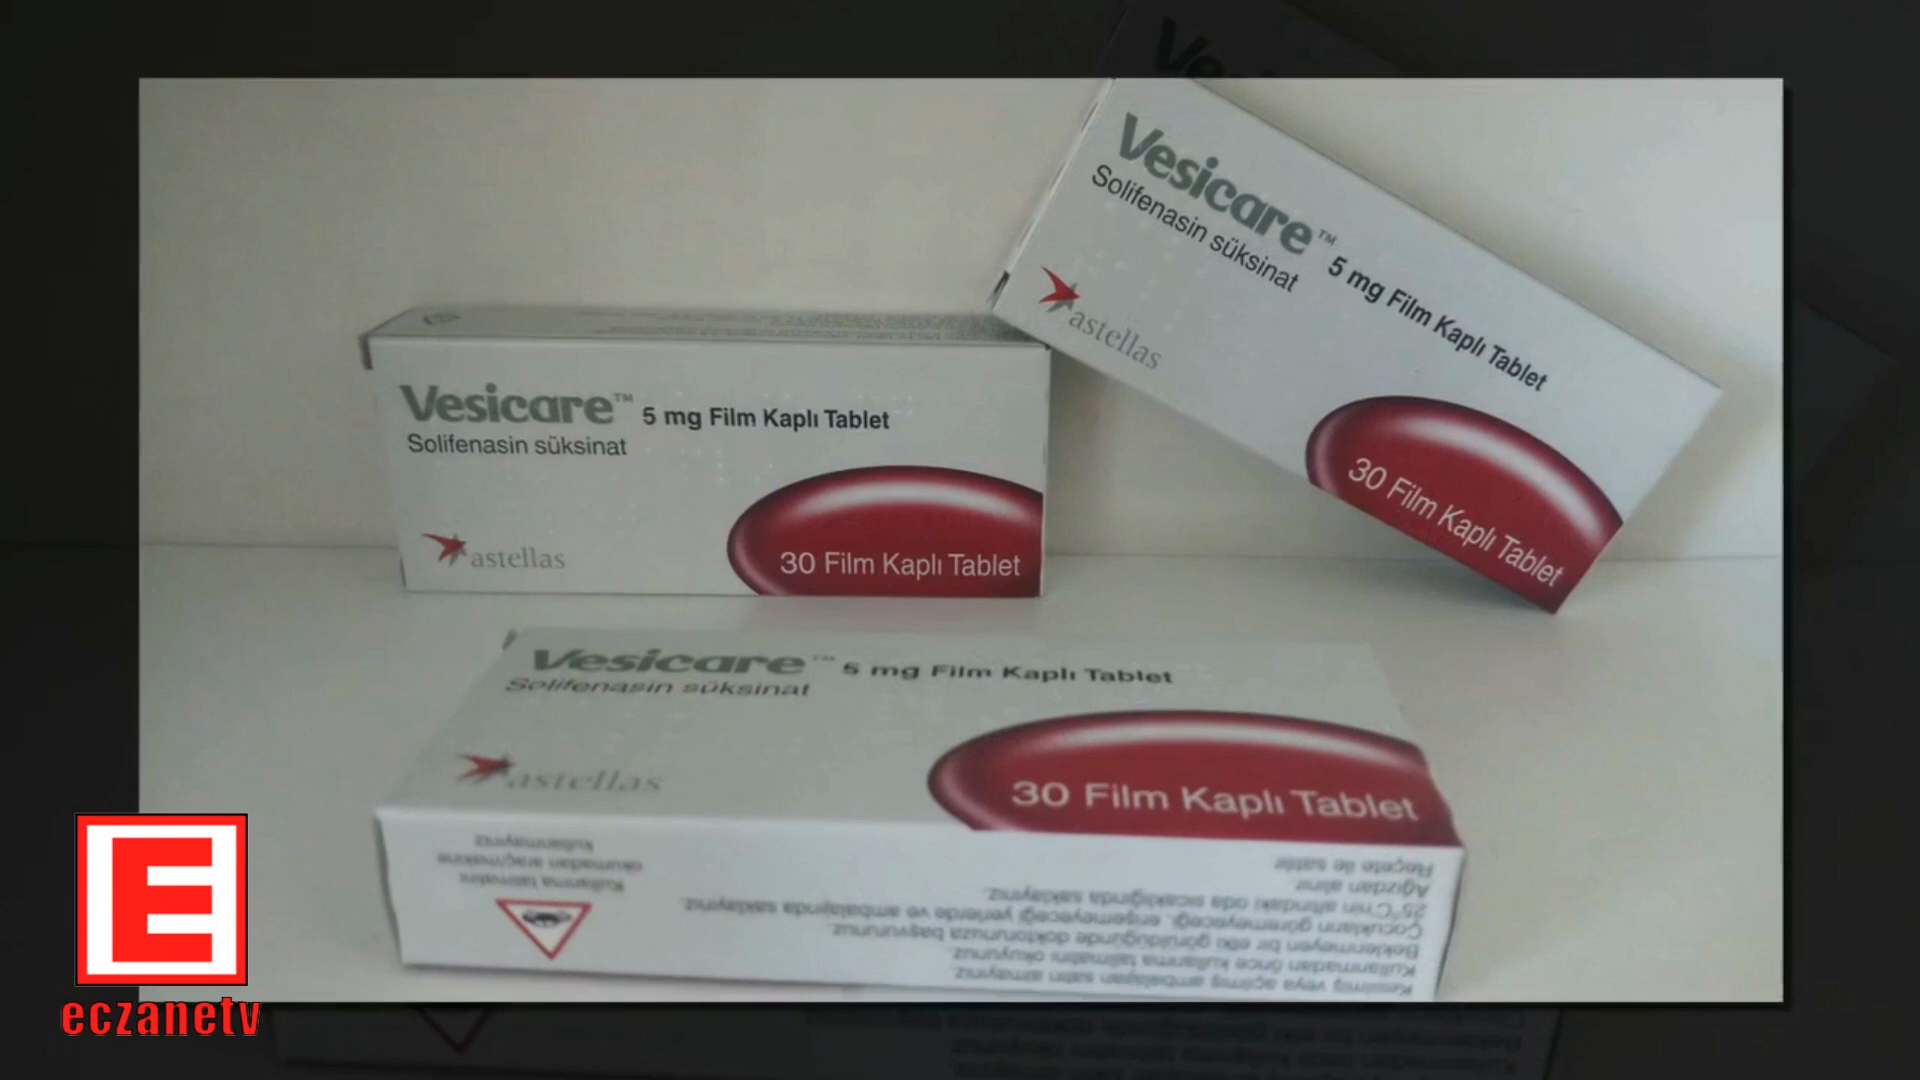 Vesicare™ 5 mg Film Kaplı Tablet
Solifenasin süksinat
astellas
30 Film Kaplı Tablet
Vesicare™ 5 mg Film Kaplı Tablet
Solifenasin süksinat
astellas
30 Film Kaplı Tablet
Vesicare™ 5 mg Film Kaplı Tablet
Solifenasin süksinat
astellas
30 Film Kaplı Tablet
Kullanma talimatını
okumadan araç/makine
kullanmayınız
Kesilmiş veya açılmış ambalajları satın almayınız.
Kullanmadan önce kullanma talimatını okuyunuz.
Beklenmeyen bir etki görüldüğünde doktorunuza başvurunuz.
Çocukların göremeyeceği, erişemeyeceği yerlerde ve ambalajında saklayınız.
25°C'nin altındaki oda sıcaklığında saklayınız.
Ağızdan alınır.
Reçete ile satılır.
E
eczanetv